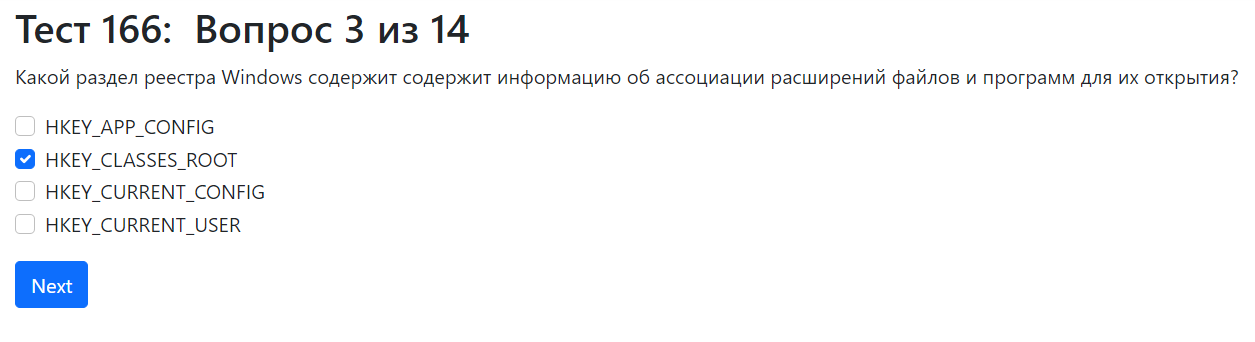 Тест 166: Вопрос 3 из 14
Какой раздел реестра Windows содержит содержит информацию об ассоциации расширений файлов и программ для их открытия?
HKEY_APP_CONFIG
HKEY_CLASSES_ROOT
HKEY_CURRENT_CONFIG
HKEY_CURRENT_USER
Next